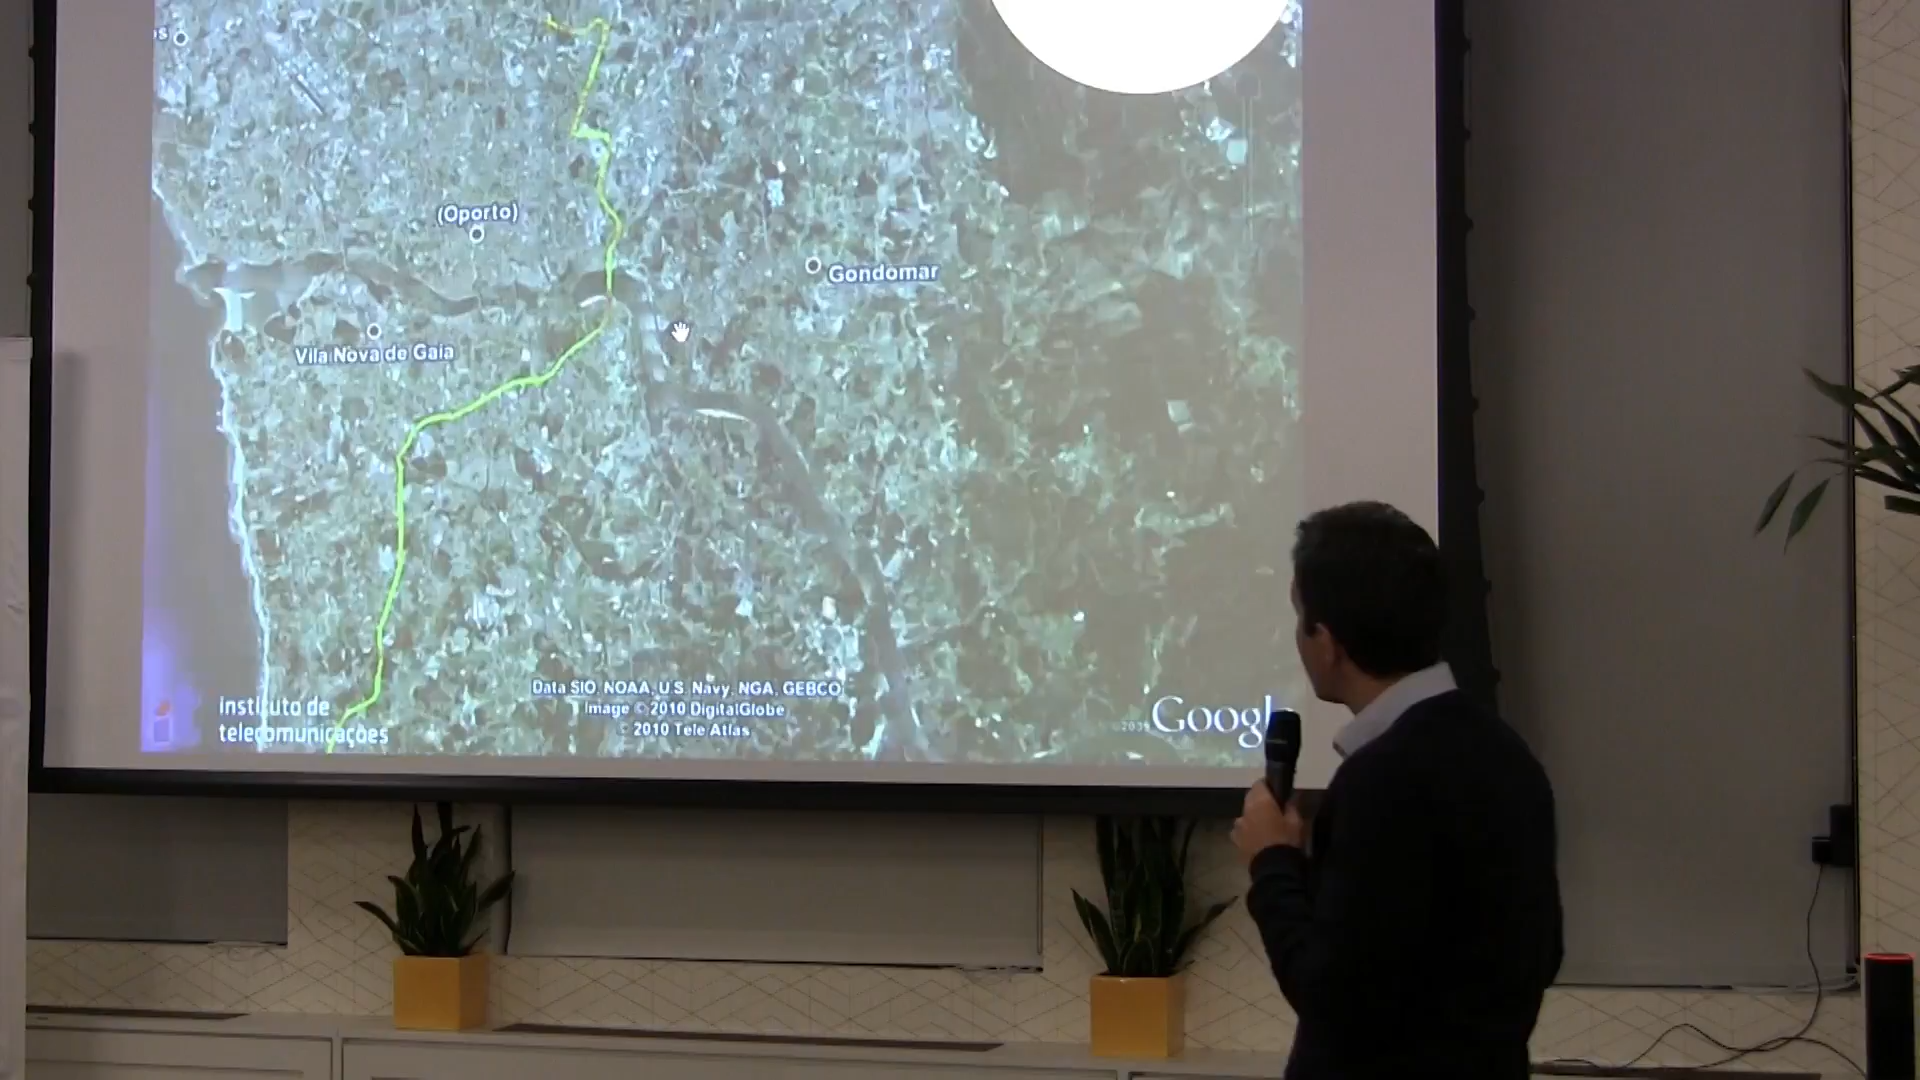 (Oporto)
Gondomar
Vila Nova de Gaia
Data SIO, NOAA, U.S. Navy, NGA, GEBCO
Image © 2010 DigitalGlobe
© 2010 Tele Atlas
instituto de
telecomunicações
Googl